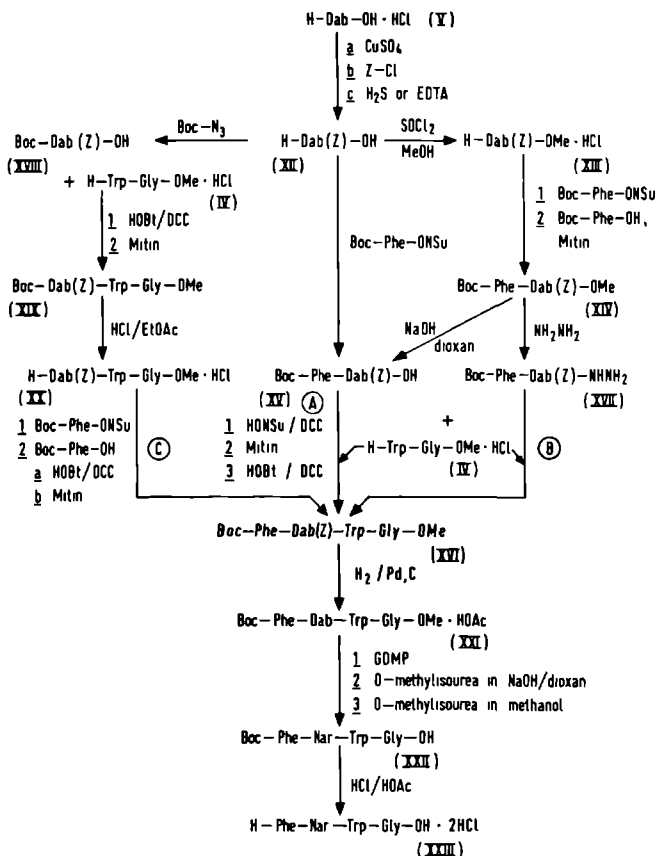 H-Dab-OH·HCl (V)
a CuSO₄
b Z-Cl
c H₂S or EDTA
Boc-Dab(Z)-OH
(XVIII)
Boc-N₃
H-Dab(Z)-OH
(XII)
SOCl₂
MeOH
H-Dab(Z)-OMe·HCl
(XIII)
+ H-Trp-Gly-OMe·HCl
(IV)
1 HOBt/DCC
2 Mitin
Boc-Phe-ONSu
1 Boc-Phe-ONSu
2 Boc-Phe-OH,
Mitin
Boc-Dab(Z)-Trp-Gly-OMe
(XIX)
Boc-Phe-Dab(Z)-OMe
(XIV)
HCl/EtOAc
NaOH
dioxan
NH₂NH₂
H-Dab(Z)-Trp-Gly-OMe·HCl
(XX)
Boc-Phe-Dab(Z)-OH
(XV)
Boc-Phe-Dab(Z)-NHNH₂
(XVII)
1 Boc-Phe-ONSu
2 Boc-Phe-OH
a HOBt/DCC
b Mitin
C
A
1 HONSu/DCC
2 Mitin
3 HOBt/DCC
+
H-Trp-Gly-OMe·HCl
(IV)
B
Boc-Phe-Dab(Z)-Trp-Gly-OMe
(XVI)
H₂/Pd,C
Boc-Phe-Dab-Trp-Gly-OMe·HOAc
(XXI)
1 GDMP
2 O-methylisourea in NaOH/dioxan
3 O-methylisourea in methanol
Boc-Phe-Nar-Trp-Gly-OH
(XXII)
HCl/HOAc
H-Phe-Nar-Trp-Gly-OH·2HCl
(XXIII)